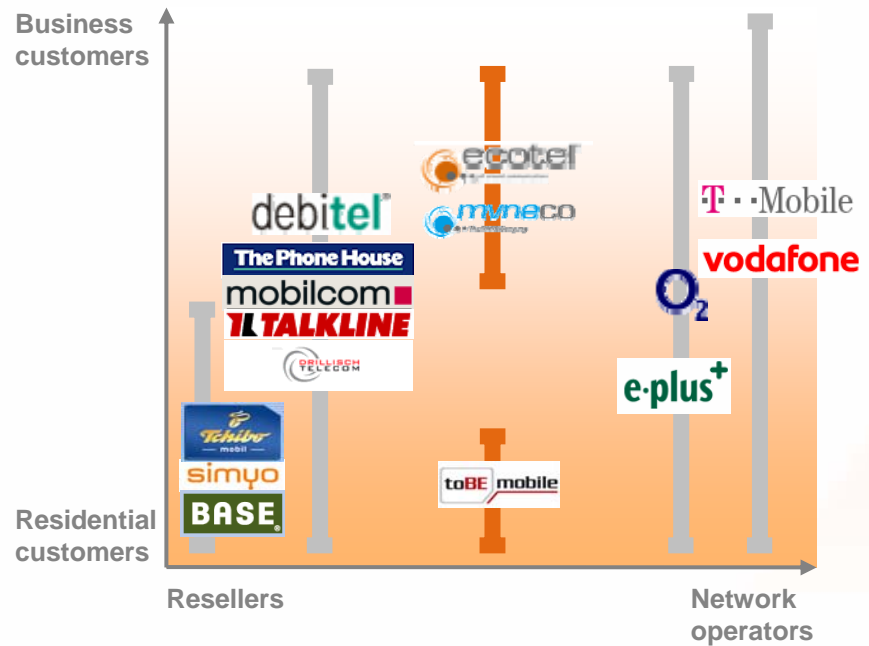 Business
customers
ecotel
debitel®
mvneco
T··Mobile
The Phone House
vodafone
mobilcom
O2
TALKLINE
DRILLISCH
TELECOM
e·plus+
Tchibo
mobil
simyo
toBE mobile
BASE®
Residential
customers
Resellers
Network
operators